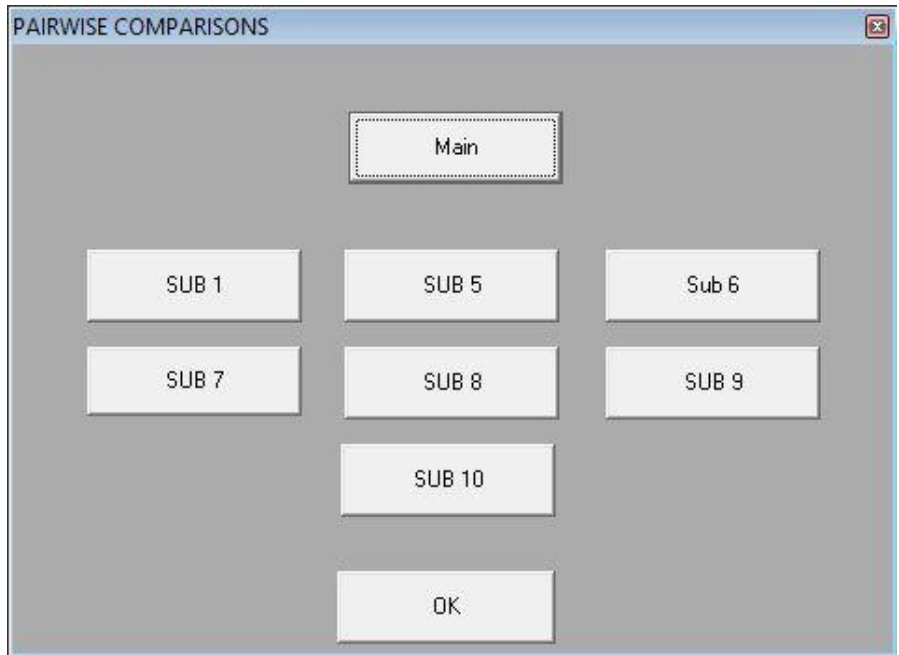 PAIRWISE COMPARISONS
Main
SUB 1 SUB 5 Sub 6
SUB 7 SUB 8 SUB 9
SUB 10
OK